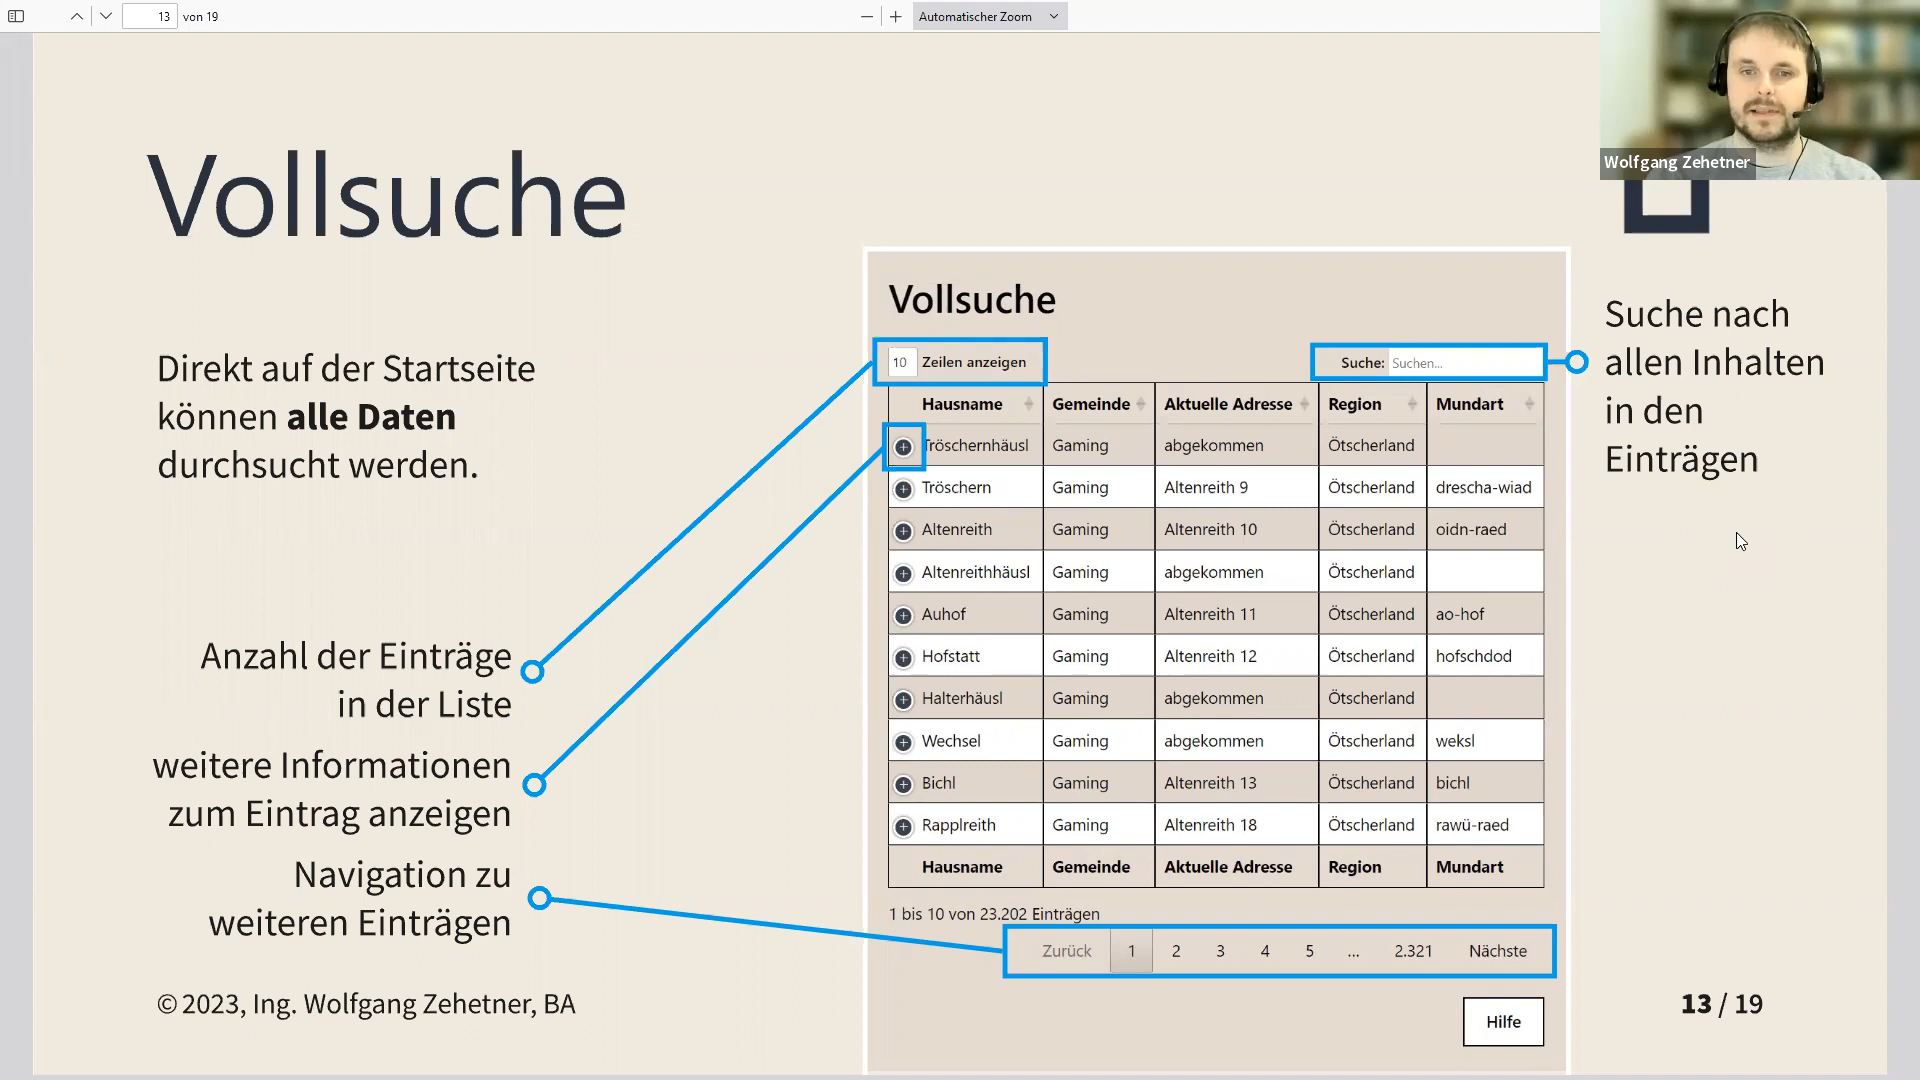 13 von 19
Automatischer Zoom
Wolfgang Zehetner
Vollsuche
Direkt auf der Startseite
können alle Daten
durchsucht werden.
Anzahl der Einträge
in der Liste
weitere Informationen
zum Eintrag anzeigen
Navigation zu
weiteren Einträgen
Vollsuche
10 Zeilen anzeigen
Suche: Suchen...
Hausname Gemeinde Aktuelle Adresse Region Mundart
Tröschernhäusl Gaming abgekommen Ötscherland
Tröschern Gaming Altenreith 9 Ötscherland drescha-wiad
Altenreith Gaming Altenreith 10 Ötscherland oidn-raed
Altenreithhäusl Gaming abgekommen Ötscherland
Auhof Gaming Altenreith 11 Ötscherland ao-hof
Hofstatt Gaming Altenreith 12 Ötscherland hofschdod
Halterhäusl Gaming abgekommen Ötscherland
Wechsel Gaming abgekommen Ötscherland weksl
Bichl Gaming Altenreith 13 Ötscherland bichl
Rapplreith Gaming Altenreith 18 Ötscherland rawü-raed
Hausname Gemeinde Aktuelle Adresse Region Mundart
1 bis 10 von 23.202 Einträgen
Zurück 1 2 3 4 5 ... 2.321 Nächste
Hilfe
Suche nach
allen Inhalten
in den
Einträgen
© 2023, Ing. Wolfgang Zehetner, BA
13 / 19